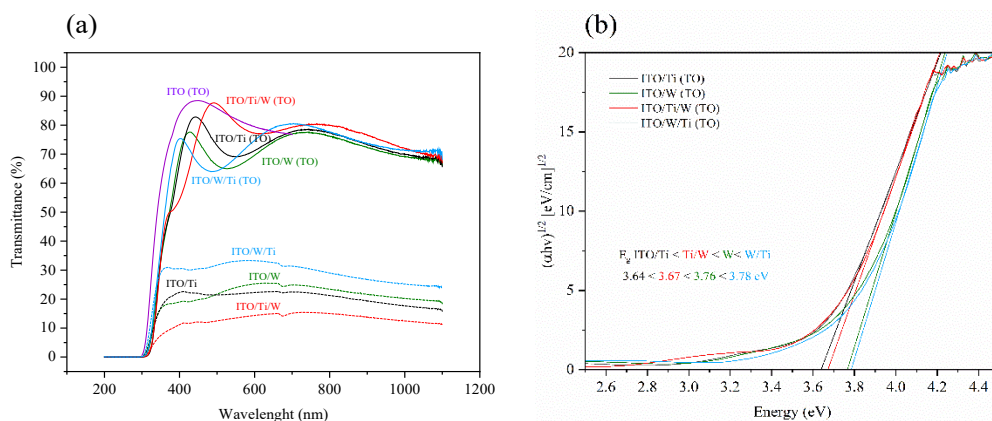 (a)
100
90
80
70
60
50
40
30
20
10
0
Transmittance (%)
ITO (TO)
ITO/Ti/W (TO)
ITO/Ti (TO)
ITO/W (TO)
ITO/W/Ti (TO)
ITO/W/Ti
ITO/Ti
ITO/W
ITO/Ti/W
200
400
600
800
1000
1200
Wavelenght (nm)
(b)
20
15
10
5
0
(αhν)^1/2 [eV/cm]^1/2
ITO/Ti (TO)
ITO/W (TO)
ITO/Ti/W (TO)
ITO/W/Ti (TO)
ITO/Ti < Ti/W < W< W/Ti
3.64 < 3.67 < 3.76 < 3.78 eV
2.6
2.8
3.0
3.2
3.4
3.6
3.8
4.0
4.2
4.4
Energy (eV)